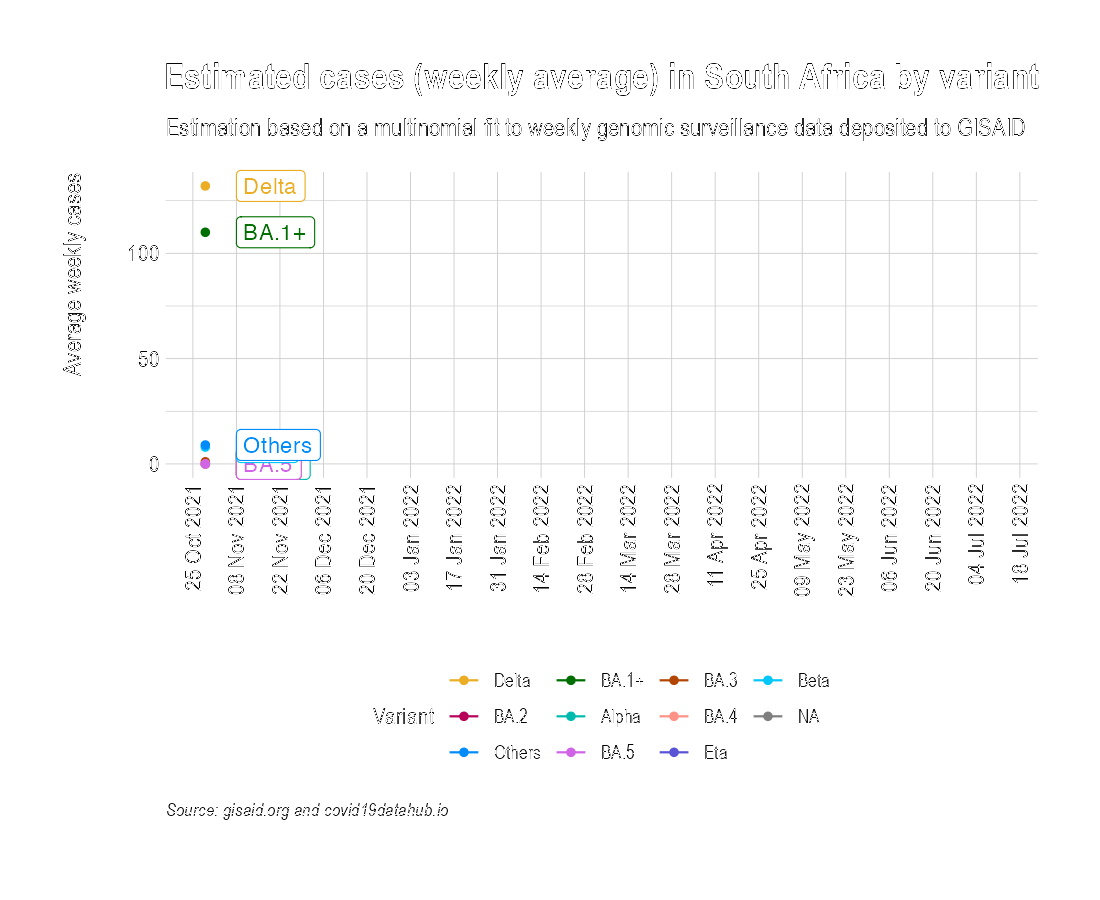 Estimated cases (weekly average) in South Africa by variant
Estimation based on a multinomial fit to weekly genomic surveillance data deposited to GISAID
Average weekly cases
100
50
0
Delta
BA.1+
Others
BA.5
25 Oct 2021
08 Nov 2021
22 Nov 2021
06 Dec 2021
20 Dec 2021
03 Jan 2022
17 Jan 2022
31 Jan 2022
14 Feb 2022
28 Feb 2022
14 Mar 2022
28 Mar 2022
11 Apr 2022
25 Apr 2022
09 May 2022
23 May 2022
06 Jun 2022
20 Jun 2022
04 Jul 2022
18 Jul 2022
Variant
Delta BA.1+ BA.3 Beta
BA.2 Alpha BA.4 NA
Others BA.5 Eta
Source: gisaid.org and covid19datahub.io